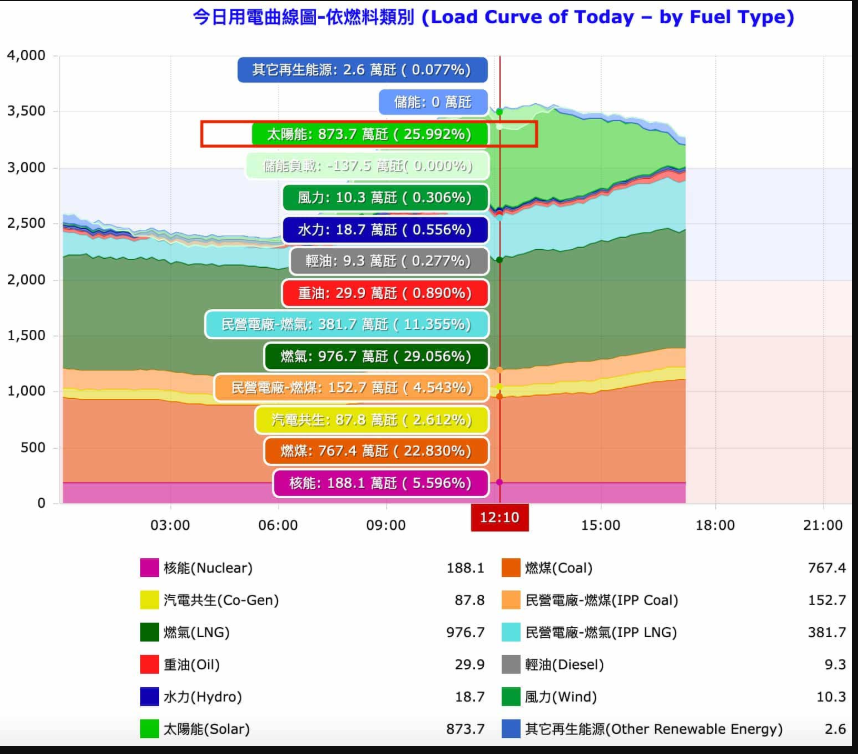 今日用電曲線圖-依燃料類別 (Load Curve of Today – by Fuel Type)
4,000
其它再生能源: 2.6 萬瓩 ( 0.077%)
儲能: 0 萬瓩
3,500
太陽能: 873.7 萬瓩 ( 25.992%)
3,000
儲能負載: -137.5 萬瓩( 0.000%)
風力: 10.3 萬瓩 ( 0.306%)
2,500
水力: 18.7 萬瓩 ( 0.556%)
輕油: 9.3 萬瓩 ( 0.277%)
2,000
重油: 29.9 萬瓩 ( 0.890%)
民營電廠-燃氣: 381.7 萬瓩 ( 11.355%)
1,500
燃氣: 976.7 萬瓩 ( 29.056%)
1,000
民營電廠-燃煤: 152.7 萬瓩 ( 4.543%)
汽電共生: 87.8 萬瓩 ( 2.612%)
500
燃煤: 767.4 萬瓩 ( 22.830%)
核能: 188.1 萬瓩 ( 5.596%)
0
03:00 06:00 09:00 12:10 15:00 18:00 21:00
核能(Nuclear) 188.1 燃煤(Coal) 767.4
汽電共生(Co-Gen) 87.8 民營電廠-燃煤(IPP Coal) 152.7
燃氣(LNG) 976.7 民營電廠-燃氣(IPP LNG) 381.7
重油(Oil) 29.9 輕油(Diesel) 9.3
水力(Hydro) 18.7 風力(Wind) 10.3
太陽能(Solar) 873.7 其它再生能源(Other Renewable Energy) 2.6